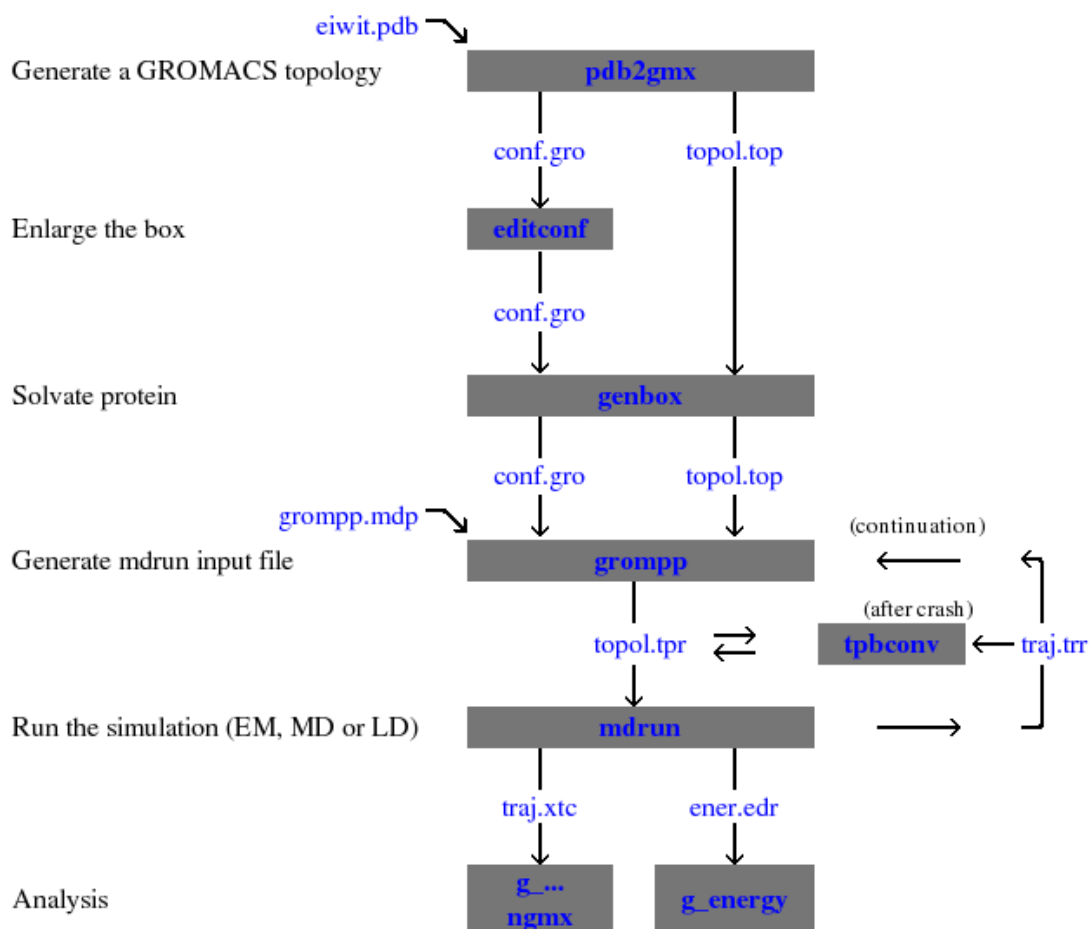 eiwit.pdb
Generate a GROMACS topology
pdb2gmx
conf.gro
topol.top
Enlarge the box
editconf
conf.gro
Solvate protein
genbox
conf.gro
topol.top
grompp.mdp
(continuation)
Generate mdrun input file
grompp
(after crash)
topol.tpr
tpbconv
traj.trr
Run the simulation (EM, MD or LD)
mdrun
traj.xtc
ener.edr
Analysis
g_...
ngmx
g_energy